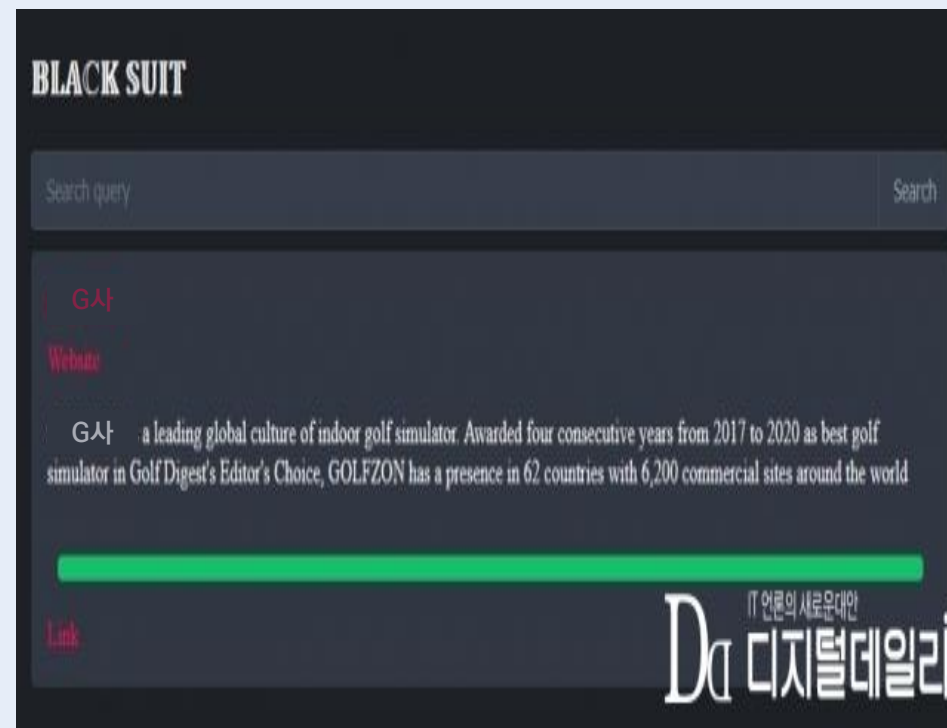 BLACK SUIT
Search query
Search
G사
Website
G사 a leading global culture of indoor golf simulator. Awarded four consecutive years from 2017 to 2020 as best golf
simulator in Golf Digest's Editor's Choice, GOLFZON has a presence in 62 countries with 6,200 commercial sites around the world
Link
IT 언론의 새로운 대안
Dd 디지털데일리